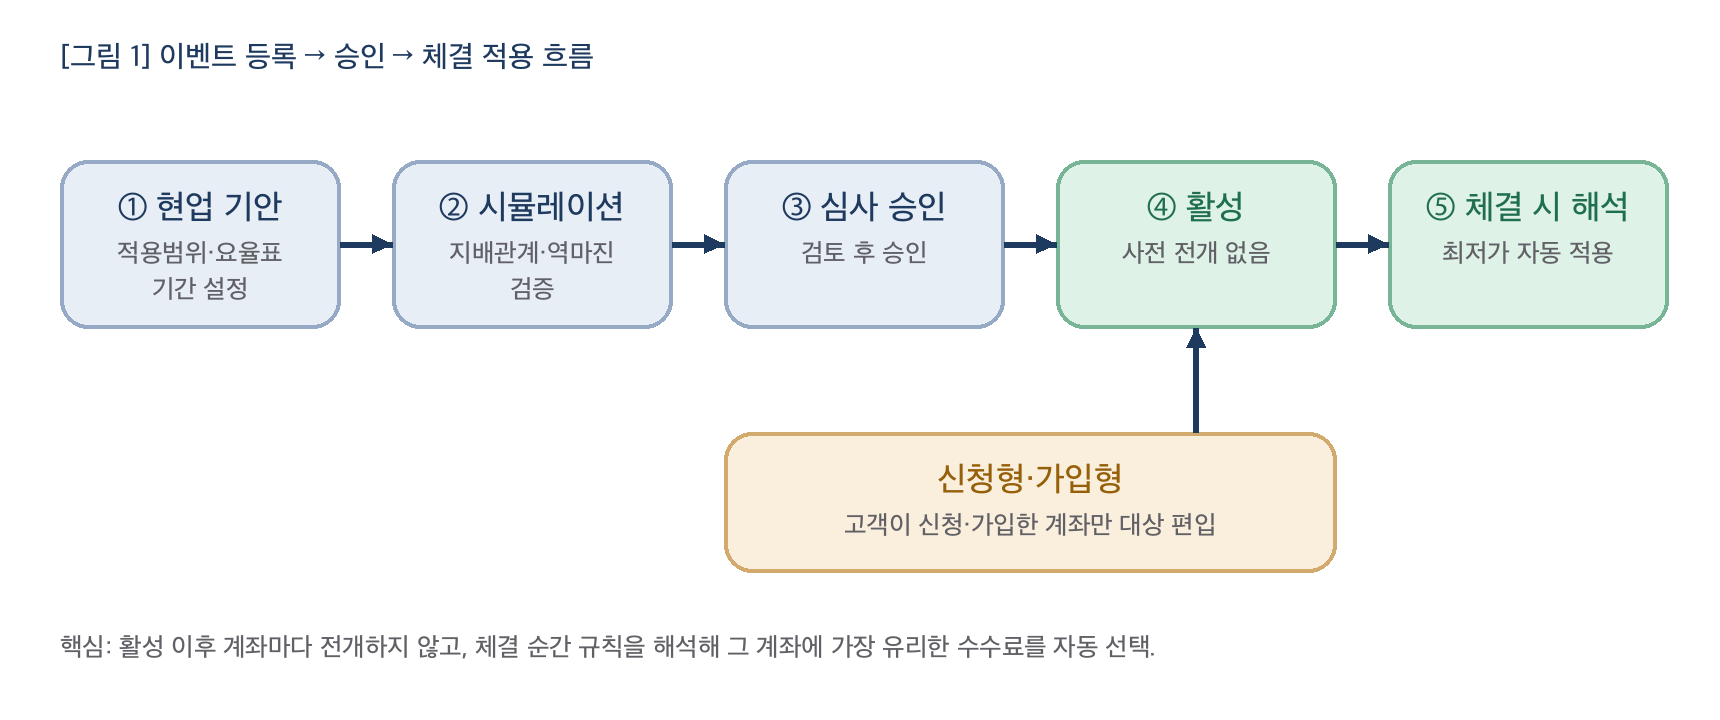 [그림 1] 이벤트 등록 → 승인 → 체결 적용 흐름
① 현업 기안
적용범위·요율표
기간 설정
② 시뮬레이션
지배관계·역마진
검증
③ 심사 승인
검토 후 승인
④ 활성
사전 전개 없음
⑤ 체결 시 해석
최저가 자동 적용
신청형·가입형
고객이 신청·가입한 계좌만 대상 편입
핵심: 활성 이후 계좌마다 전개하지 않고, 체결 순간 규칙을 해석해 그 계좌에 가장 유리한 수수료를 자동 선택.